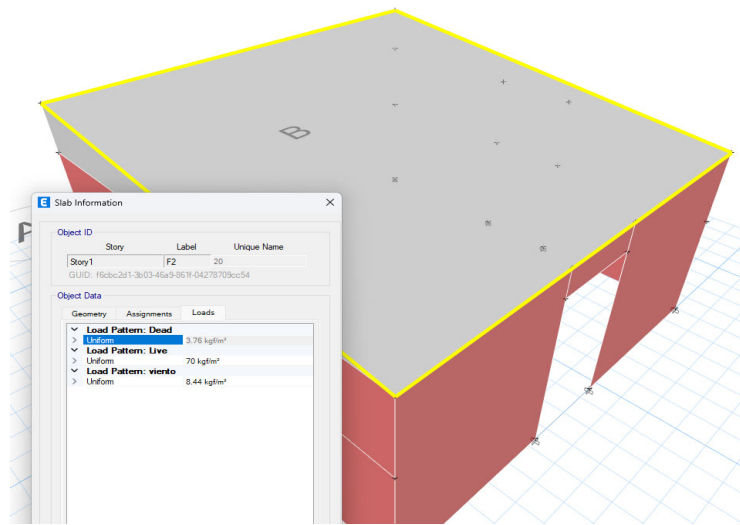 B
Slab Information
Object ID
Story Label Unique Name
Story1 F2 20
GUID: f6cbc2d1-3b03-46a9-861f-04278709cc54
Object Data
Geometry Assignments Loads
Load Pattern: Dead
Uniform 3.76 kgf/m²
Load Pattern: Live
Uniform 70 kgf/m²
Load Pattern: viento
Uniform 8.44 kgf/m²